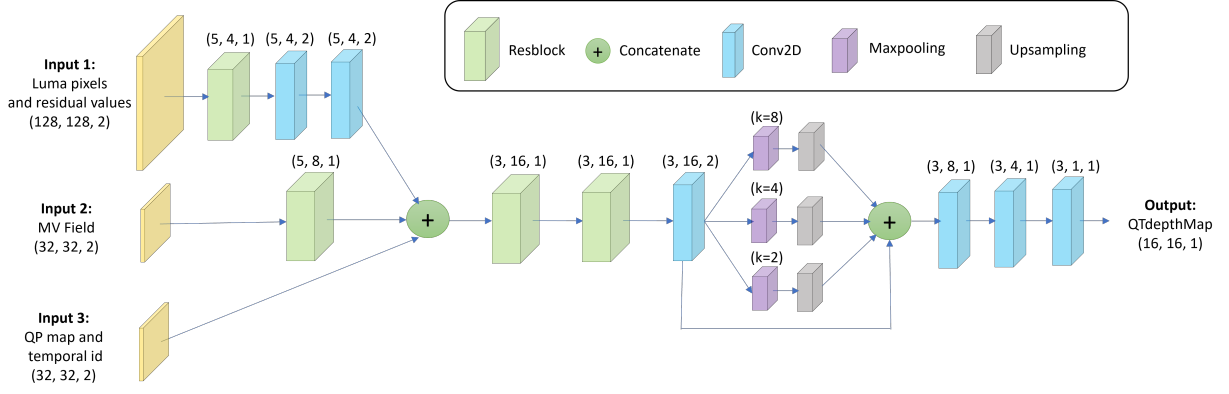 Resblock
+
Concatenate
Conv2D
Maxpooling
Upsampling
Input 1:
Luma pixels
and residual values
(128, 128, 2)
(5, 4, 1)
(5, 4, 2)
(5, 4, 2)
Input 2:
MV Field
(32, 32, 2)
(5, 8, 1)
Input 3:
QP map and
temporal id
(32, 32, 2)
+
(3, 16, 1)
(3, 16, 1)
(3, 16, 2)
(k=8)
(k=4)
(k=2)
+
(3, 8, 1)
(3, 4, 1)
(3, 1, 1)
Output:
QTdepthMap
(16, 16, 1)